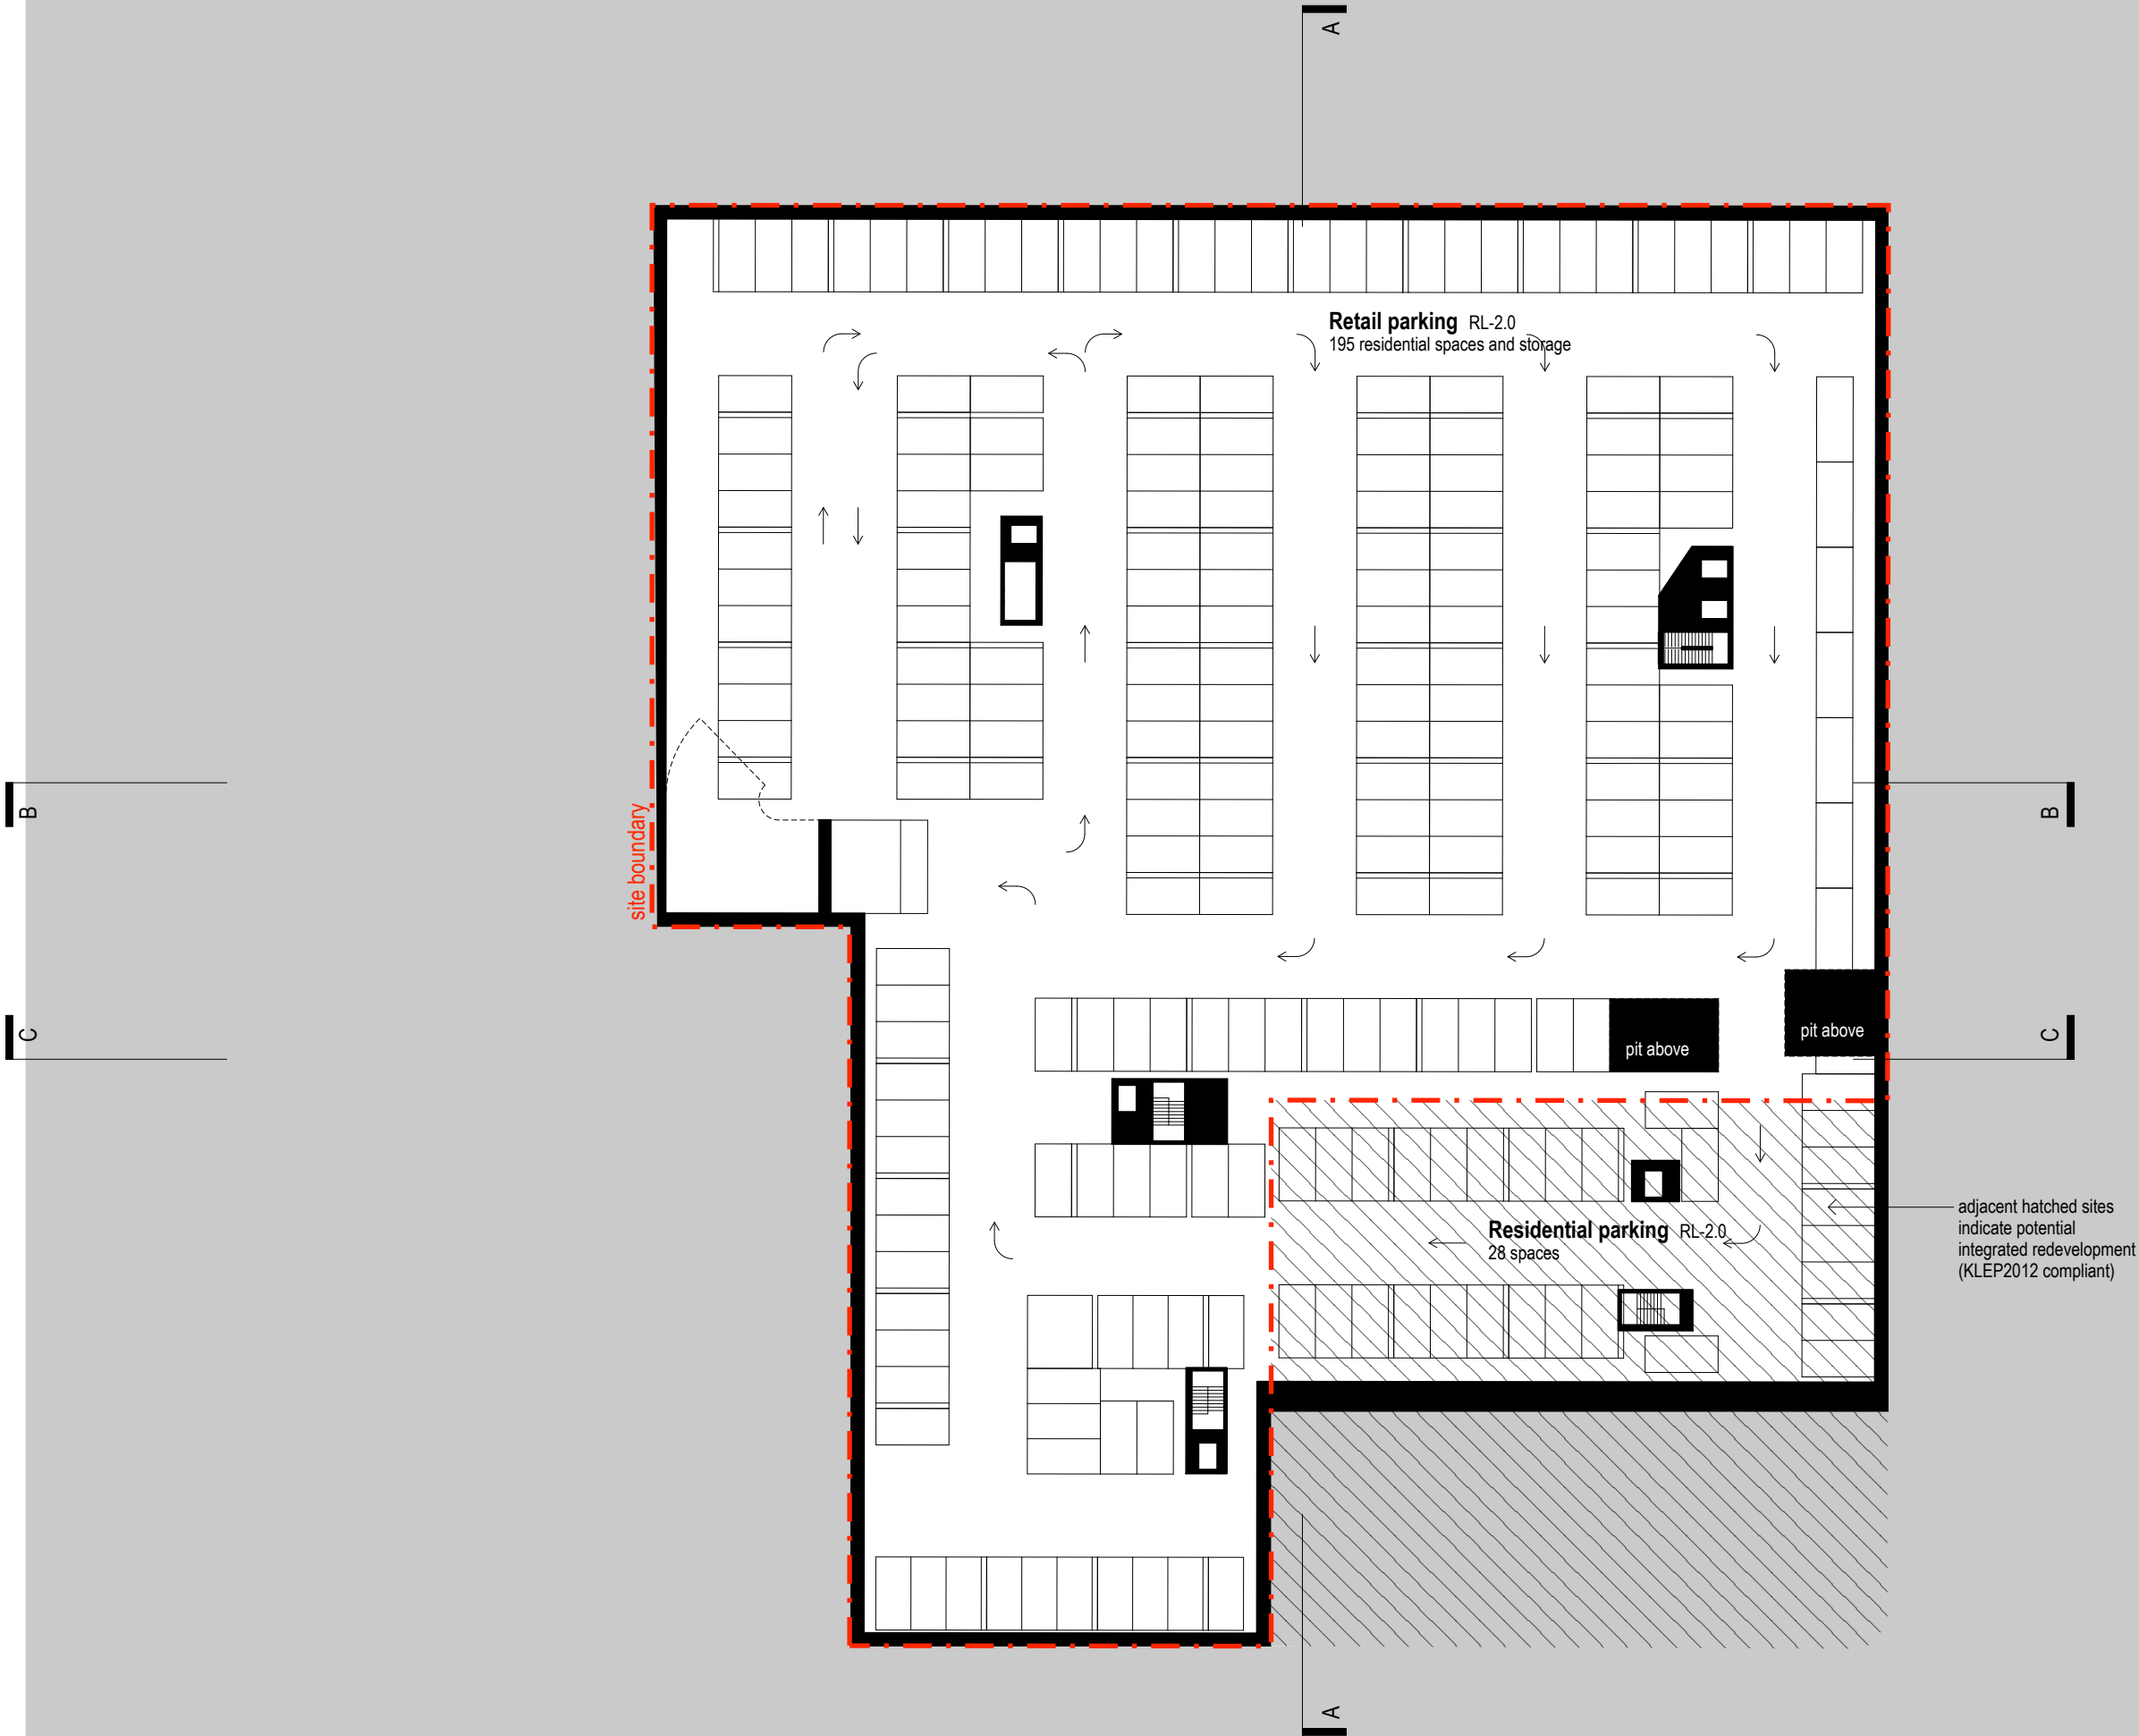 A
Retail parking RL-2.0
195 residential spaces and storage
site boundary
B
B
C
C
pit above
pit above
Residential parking RL-2.0
28 spaces
adjacent hatched sites
indicate potential
integrated redevelopment
(KLEP2012 compliant)
A